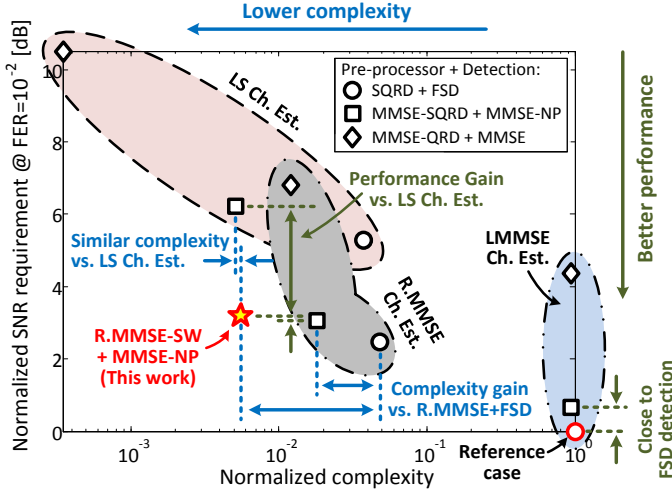 Lower complexity
Normalized SNR requirement @ FER=10⁻² [dB]
10
8
6
4
2
0
LS Ch. Est.
Pre-processor + Detection:
SQRD + FSD
MMSE-SQRD + MMSE-NP
MMSE-QRD + MMSE
Better performance
Performance Gain
vs. LS Ch. Est.
Similar complexity
vs. LS Ch. Est.
LMMSE
Ch. Est.
R.MMSE
Ch. Est.
R.MMSE-SW
+ MMSE-NP
(This work)
Complexity gain
vs. R.MMSE+FSD
Close to
FSD detection
Reference
case
10⁻³
10⁻²
10⁻¹
10⁰
Normalized complexity